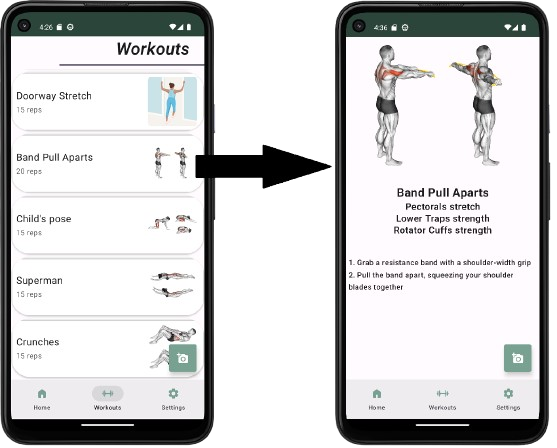 4:26
Workouts
Doorway Stretch
15 reps
Band Pull Aparts
20 reps
Child's pose
15 reps
Superman
15 reps
Crunches
15 reps
Home
Workouts
Settings
4:36
Band Pull Aparts
Pectorals stretch
Lower Traps strength
Rotator Cuffs strength
1. Grab a resistance band with a shoulder-width grip
2. Pull the band apart, squeezing your shoulder
blades together
Home
Workouts
Settings